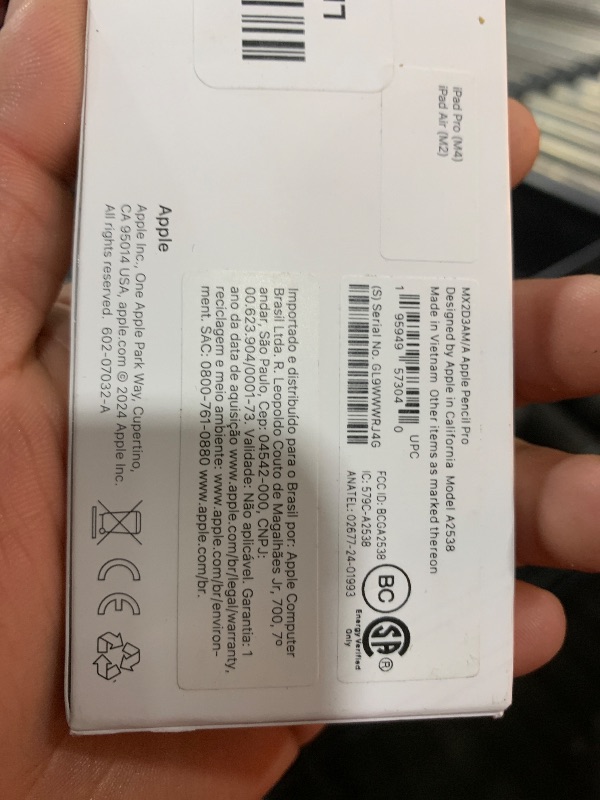 iPad Pro (M4)
iPad Air (M2)
MX2D3AM/A Apple Pencil Pro
Designed by Apple in California Model A2538
Made in Vietnam Other items as marked thereon
UPC
1 95949 57304 0
(S) Serial No. GL9WWWRJ4G
FCC ID: BCGA2538
IC: 579C-A2538
ANATEL: 02677-24-01993
BC
SA ®
Energy Verified
Only
Importado e distribuído para o Brasil por: Apple Computer
Brasil Ltda. R. Leopoldo Couto de Magalhães Jr, 700, 7º
andar, São Paulo, Cep: 04542-000, CNPJ:
00.623.904/0001-73. Validade: Não aplicável. Garantia: 1
ano da data de aquisição www.apple.com/br/legal/warranty,
reciclagem e meio ambiente: www.apple.com/br/environ-
ment. SAC: 0800-761-0880 www.apple.com/br.
Apple
Apple Inc., One Apple Park Way, Cupertino,
CA 95014 USA, apple.com © 2024 Apple Inc.
All rights reserved. 602-07032-A
CE